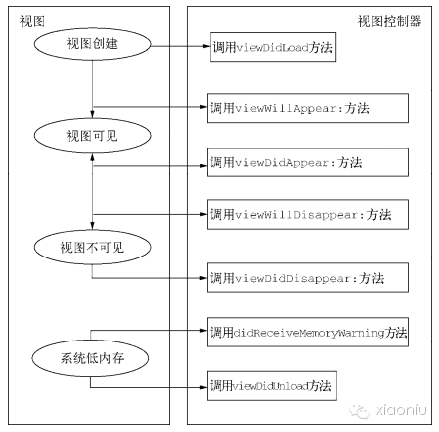 视图
视图控制器
视图创建
调用viewDidLoad方法
调用viewWillAppear:方法
视图可见
调用viewDidAppear:方法
调用viewWillDisappear:方法
视图不可见
调用viewDidDisappear:方法
调用didReceiveMemoryWarning方法
系统低内存
调用viewDidUnload方法
xiaoniu